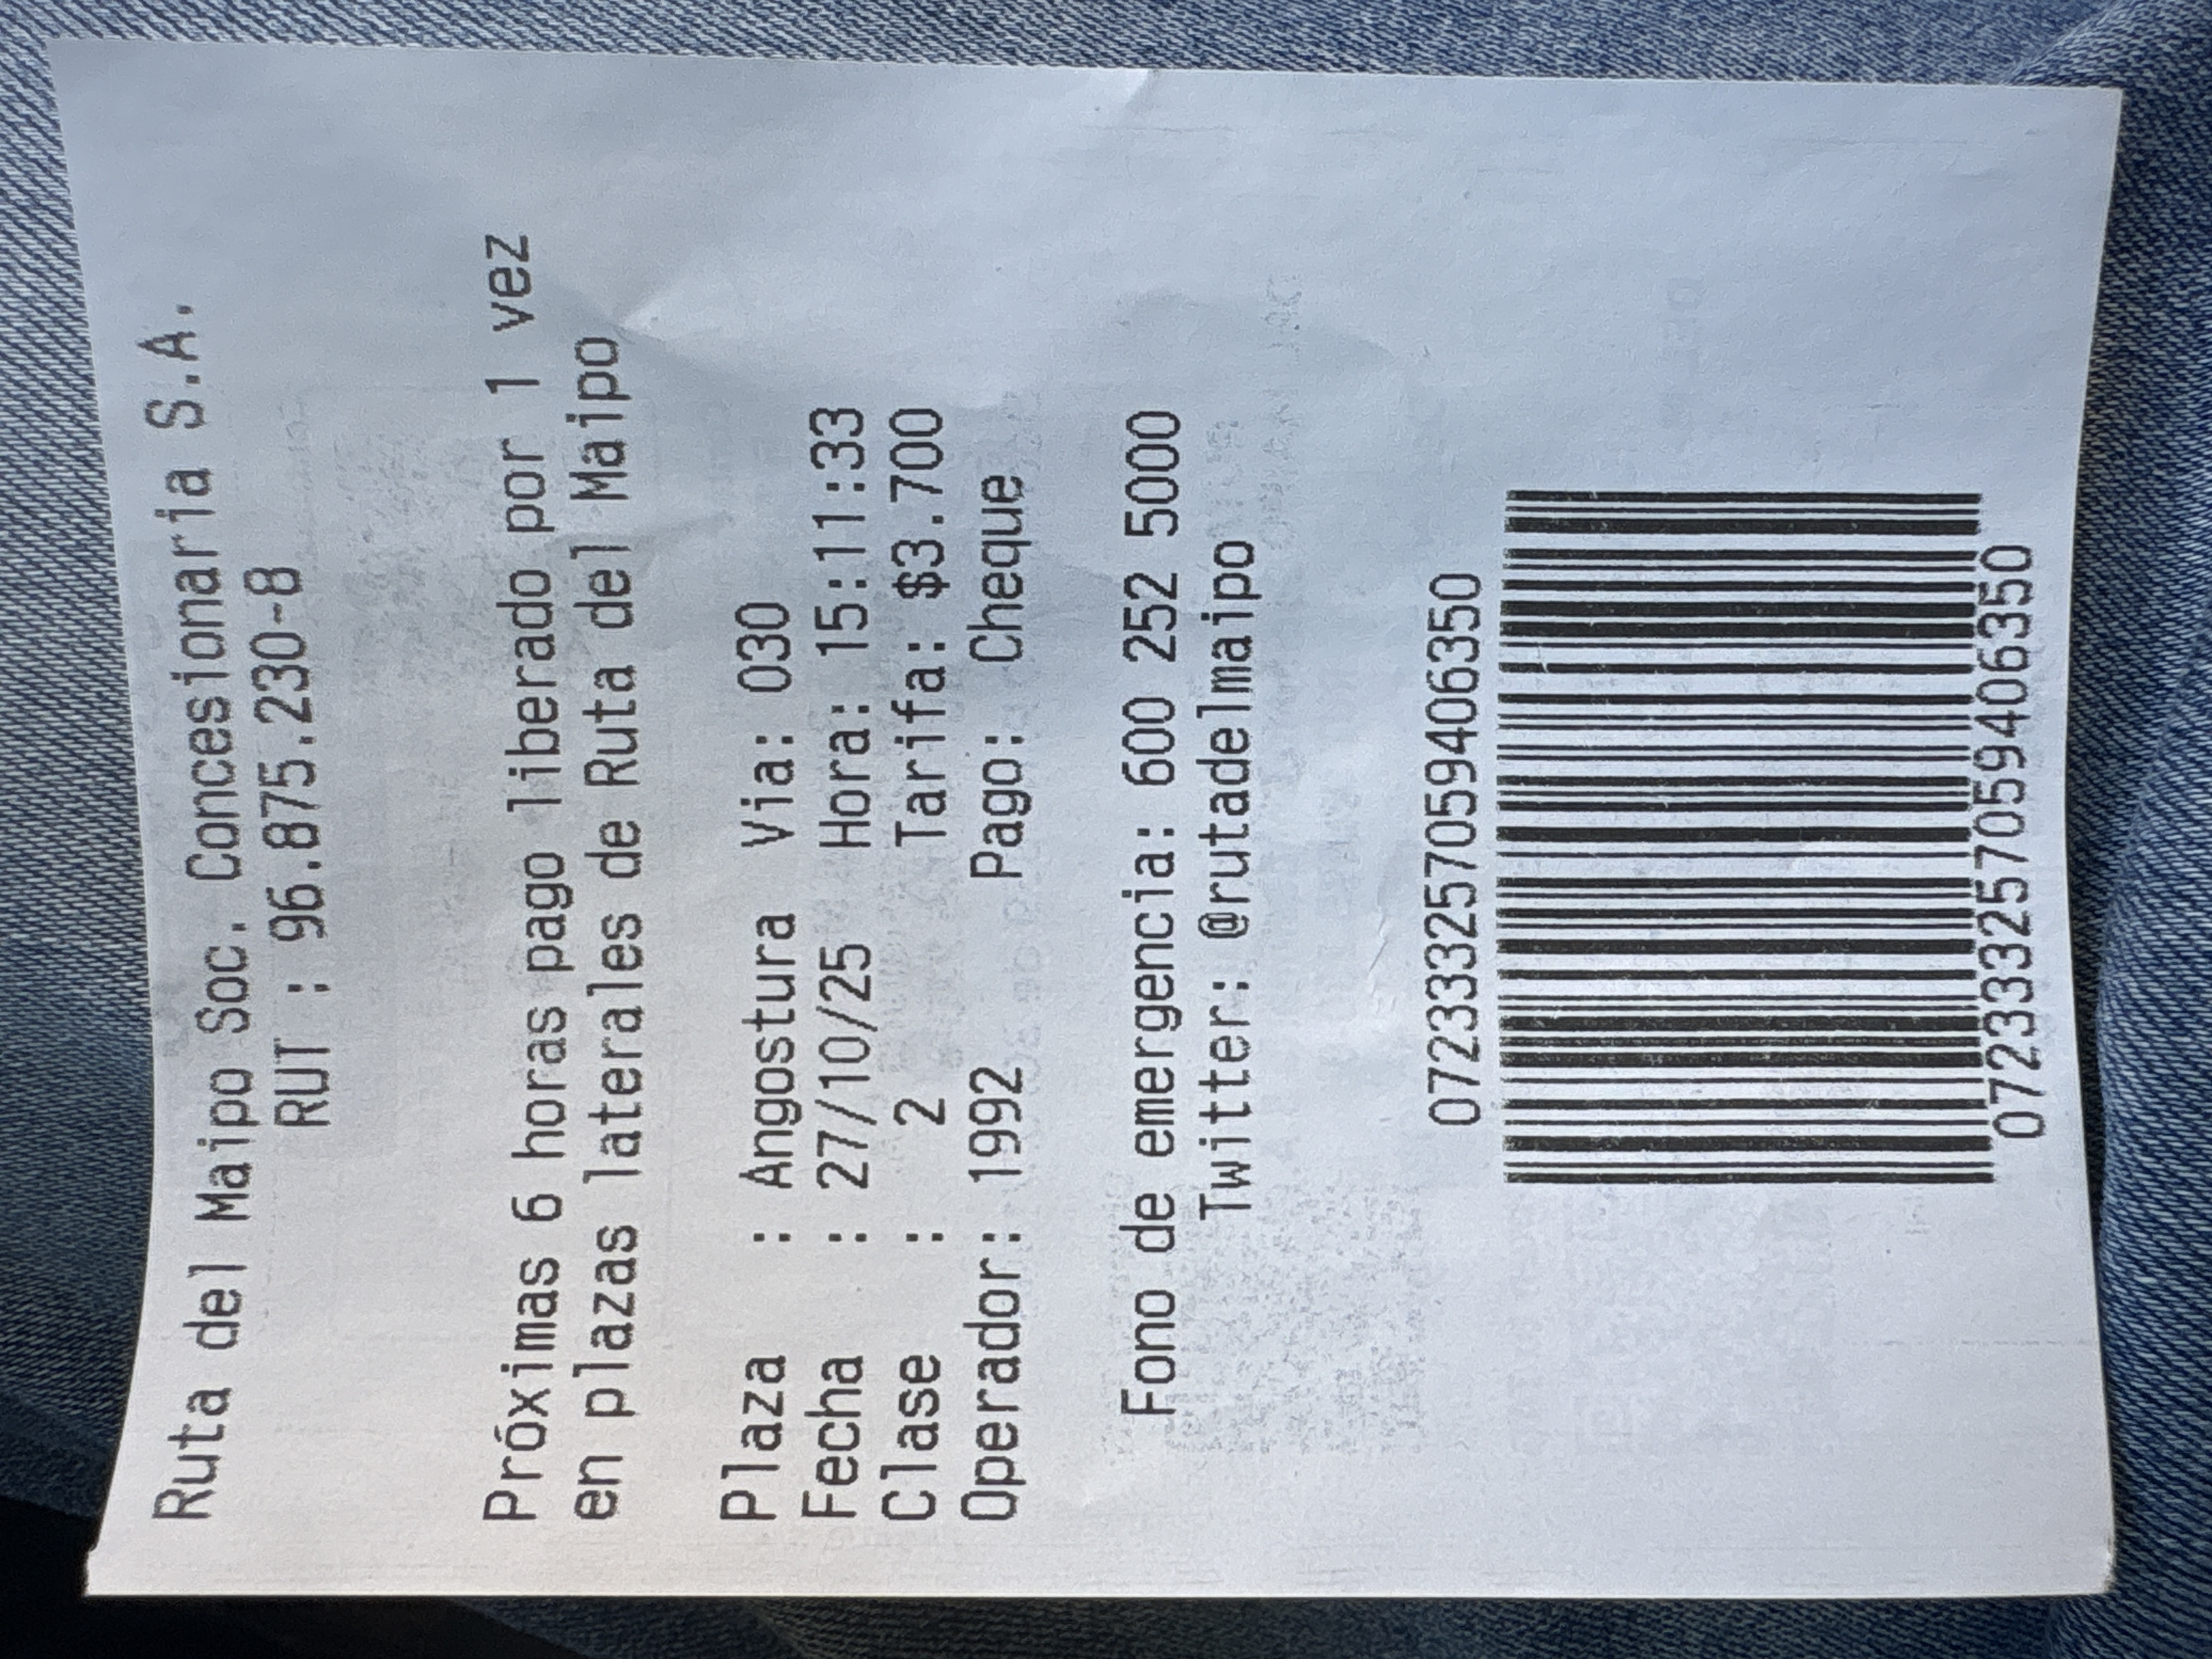 Ruta del Maipo Soc. Concesionaria S.A.
RUT : 96.875.230-8
Próximas 6 horas pago liberado por 1 vez
en plazas laterales de Ruta del Maipo
Plaza : Angostura Via: 030
Fecha : 27/10/25 Hora: 15:11:33
Clase : 2 Tarifa: $3.700
Operador: 1992 Pago: Cheque
Fono de emergencia: 600 252 5000
Twitter: @rutadelmaipo
072333257059406350
072333257059406350